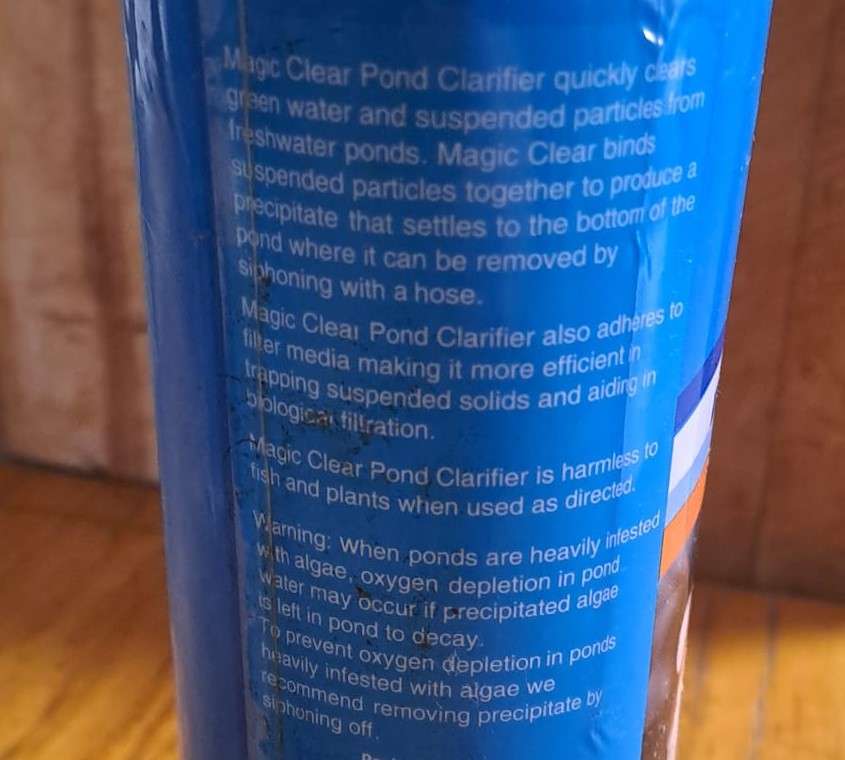 Magic Clear Pond Clarifier quickly clears
green water and suspended particles from
freshwater ponds. Magic Clear binds
suspended particles together to produce a
precipitate that settles to the bottom of the
pond where it can be removed by
siphoning with a hose.
Magic Clear Pond Clarifier also adheres to
filter media making it more efficient in
trapping suspended solids and aiding in
biological filtration.
Magic Clear Pond Clarifier is harmless to
fish and plants when used as directed.
Warning: When ponds are heavily infested
with algae, oxygen depletion in pond
water may occur if precipitated algae
is left in pond to decay.
To prevent oxygen depletion in ponds
heavily infested with algae we
recommend removing precipitate by
siphoning off.